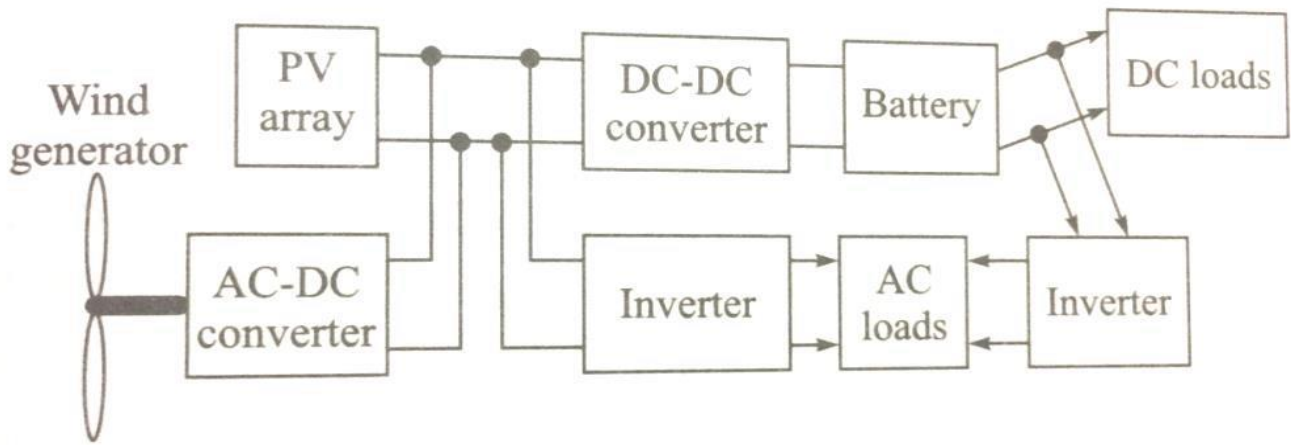 PV
array
DC-DC
converter
Battery
DC loads
Wind
generator
AC-DC
converter
Inverter
AC
loads
Inverter